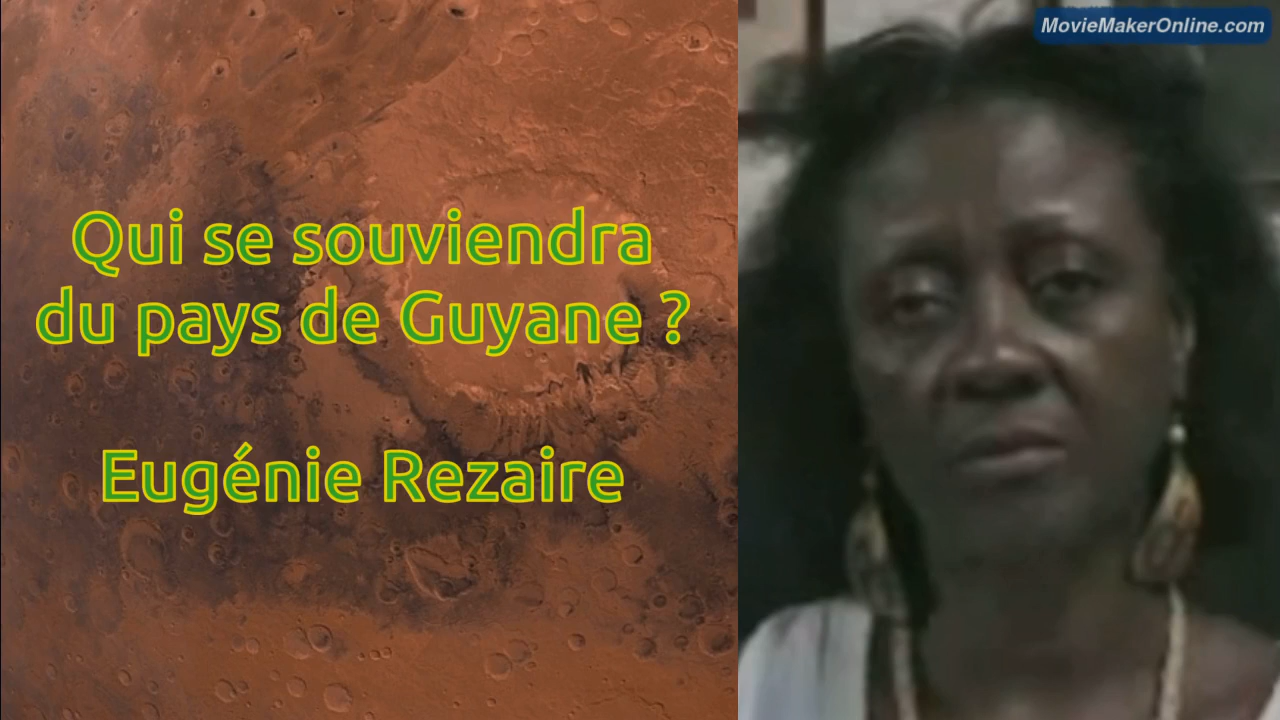 MovieMakerOnline.com
Qui se souviendra
du pays de Guyane ?
Eugénie Rezaire